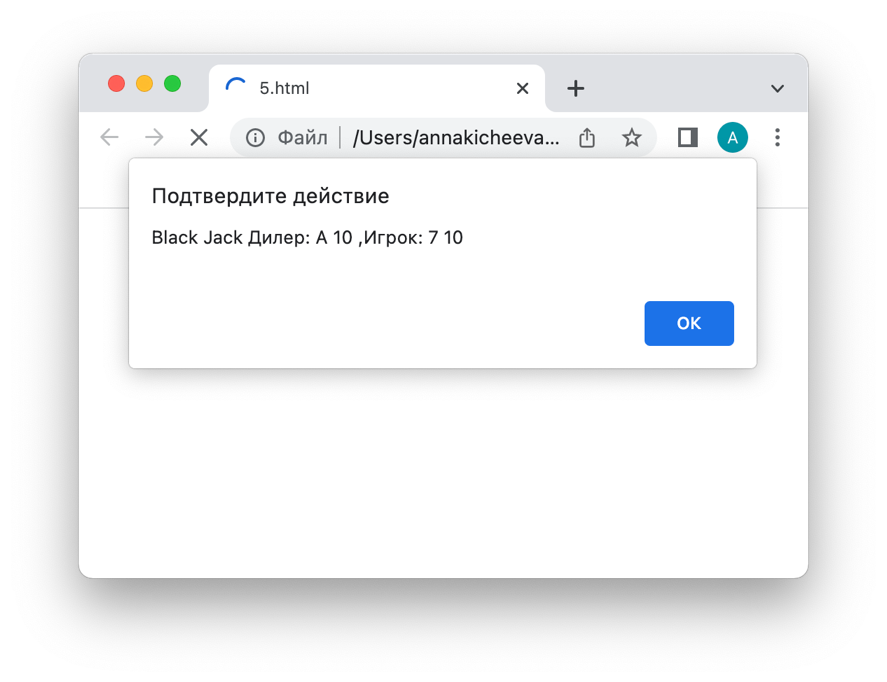 5.html
Файл /Users/annakicheeva...
A
Подтвердите действие
Black Jack Дилер: A 10 ,Игрок: 7 10
OK